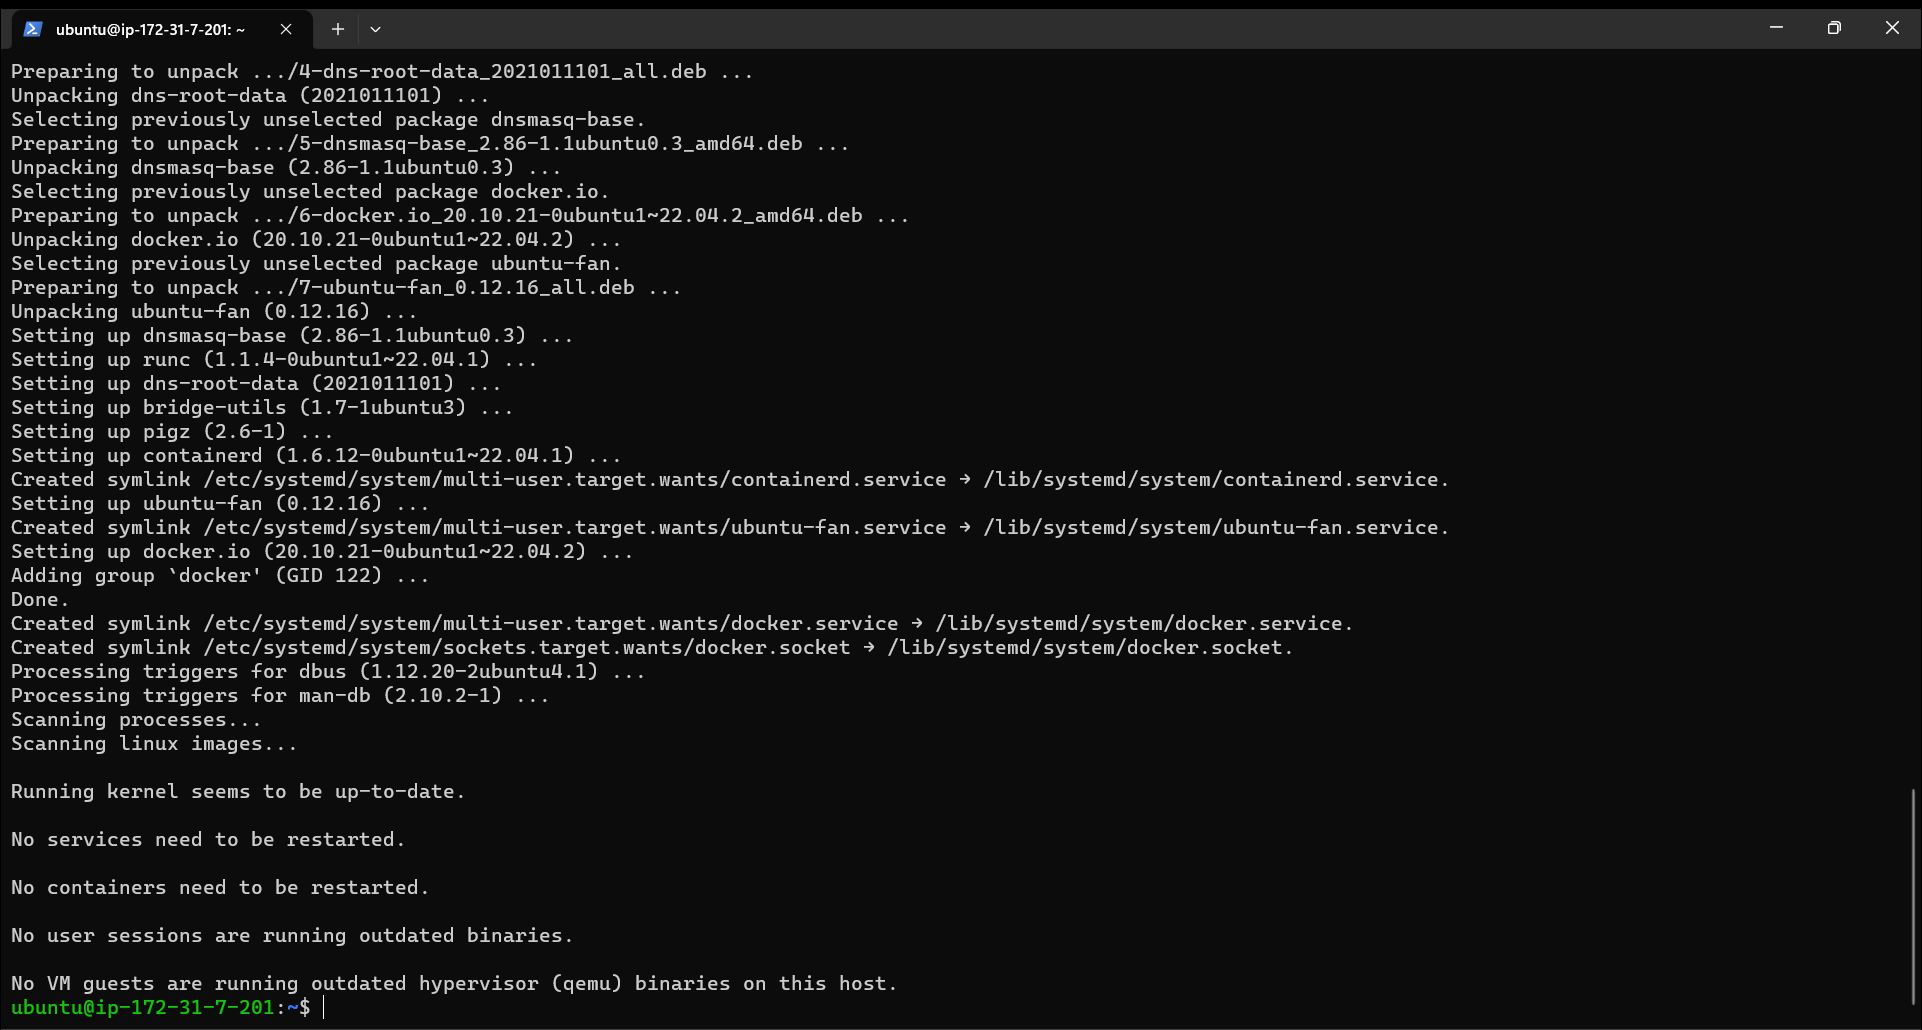 ubuntu@ip-172-31-7-201: ~
Preparing to unpack .../4-dns-root-data_2021011101_all.deb ...
Unpacking dns-root-data (2021011101) ...
Selecting previously unselected package dnsmasq-base.
Preparing to unpack .../5-dnsmasq-base_2.86-1.1ubuntu0.3_amd64.deb ...
Unpacking dnsmasq-base (2.86-1.1ubuntu0.3) ...
Selecting previously unselected package docker.io.
Preparing to unpack .../6-docker.io_20.10.21-0ubuntu1~22.04.2_amd64.deb ...
Unpacking docker.io (20.10.21-0ubuntu1~22.04.2) ...
Selecting previously unselected package ubuntu-fan.
Preparing to unpack .../7-ubuntu-fan_0.12.16_all.deb ...
Unpacking ubuntu-fan (0.12.16) ...
Setting up dnsmasq-base (2.86-1.1ubuntu0.3) ...
Setting up runc (1.1.4-0ubuntu1~22.04.1) ...
Setting up dns-root-data (2021011101) ...
Setting up bridge-utils (1.7-1ubuntu3) ...
Setting up pigz (2.6-1) ...
Setting up containerd (1.6.12-0ubuntu1~22.04.1) ...
Created symlink /etc/systemd/system/multi-user.target.wants/containerd.service → /lib/systemd/system/containerd.service.
Setting up ubuntu-fan (0.12.16) ...
Created symlink /etc/systemd/system/multi-user.target.wants/ubuntu-fan.service → /lib/systemd/system/ubuntu-fan.service.
Setting up docker.io (20.10.21-0ubuntu1~22.04.2) ...
Adding group `docker' (GID 122) ...
Done.
Created symlink /etc/systemd/system/multi-user.target.wants/docker.service → /lib/systemd/system/docker.service.
Created symlink /etc/systemd/system/sockets.target.wants/docker.socket → /lib/systemd/system/docker.socket.
Processing triggers for dbus (1.12.20-2ubuntu4.1) ...
Processing triggers for man-db (2.10.2-1) ...
Scanning processes...
Scanning linux images...
Running kernel seems to be up-to-date.
No services need to be restarted.
No containers need to be restarted.
No user sessions are running outdated binaries.
No VM guests are running outdated hypervisor (qemu) binaries on this host.
ubuntu@ip-172-31-7-201:~$